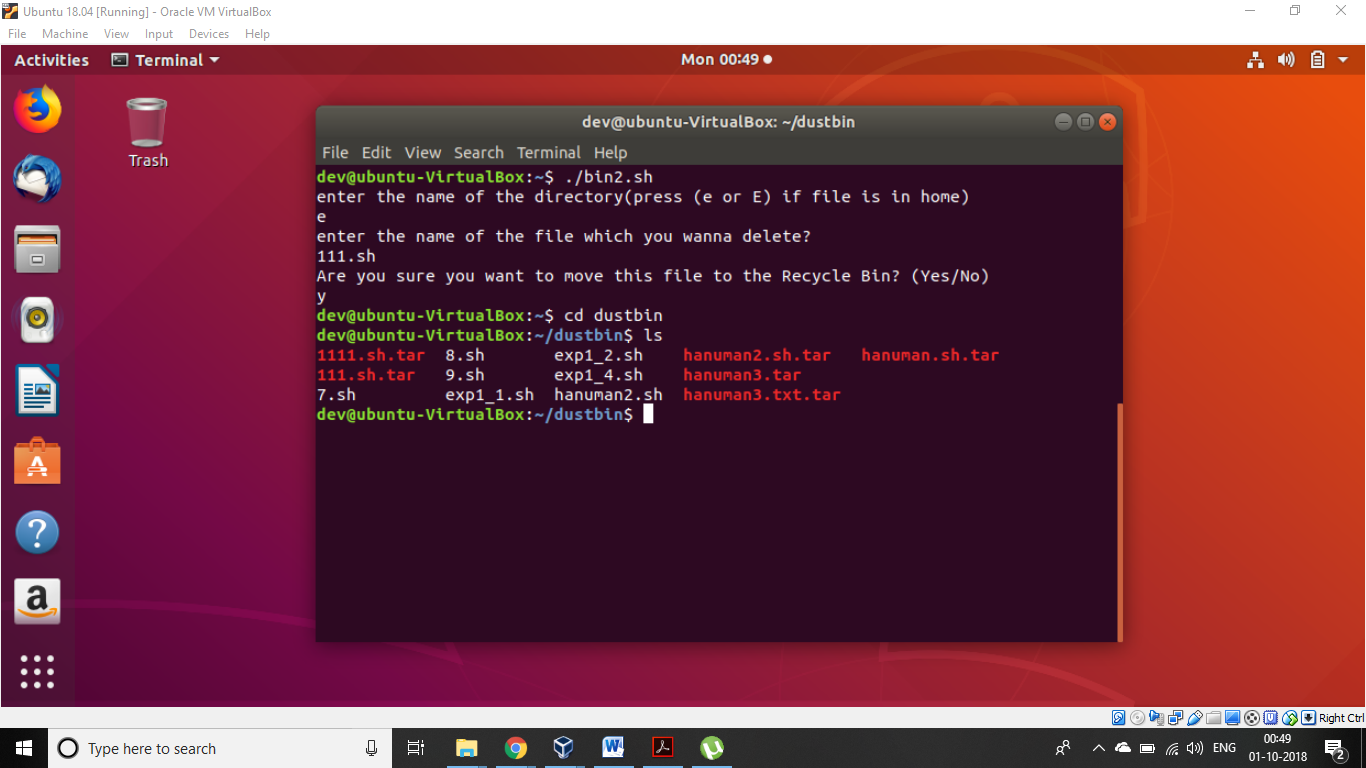 Ubuntu 18.04 [Running] - Oracle VM VirtualBox
File Machine View Input Devices Help
Activities Terminal Mon 00:49
Trash
dev@ubuntu-VirtualBox: ~/dustbin
File Edit View Search Terminal Help
dev@ubuntu-VirtualBox:~$ ./bin2.sh
enter the name of the directory(press (e or E) if file is in home)
e
enter the name of the file which you wanna delete?
111.sh
Are you sure you want to move this file to the Recycle Bin? (Yes/No)
y
dev@ubuntu-VirtualBox:~$ cd dustbin
dev@ubuntu-VirtualBox:~/dustbin$ ls
1111.sh.tar 8.sh exp1_2.sh hanuman2.sh.tar hanuman.sh.tar
111.sh.tar 9.sh exp1_4.sh hanuman3.tar
7.sh exp1_1.sh hanuman2.sh hanuman3.txt.tar
dev@ubuntu-VirtualBox:~/dustbin$
Right Ctrl
Type here to search
ENG
00:49
01-10-2018
2